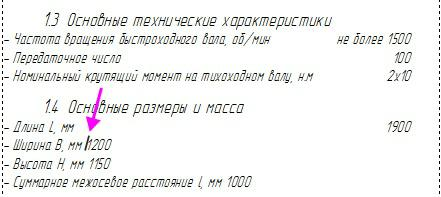 1.3 Основные технические характеристики
- Частота вращения быстроходного вала, об/мин не более 1500
- Передаточное число 100
- Номинальный крутящий момент на тихоходном валу, н.м 2х10
1.4 Основные размеры и масса
- Длина L, мм 1900
- Ширина В, мм 1200
- Высота Н, мм 1150
- Суммарное межосевое расстояние l, мм 1000